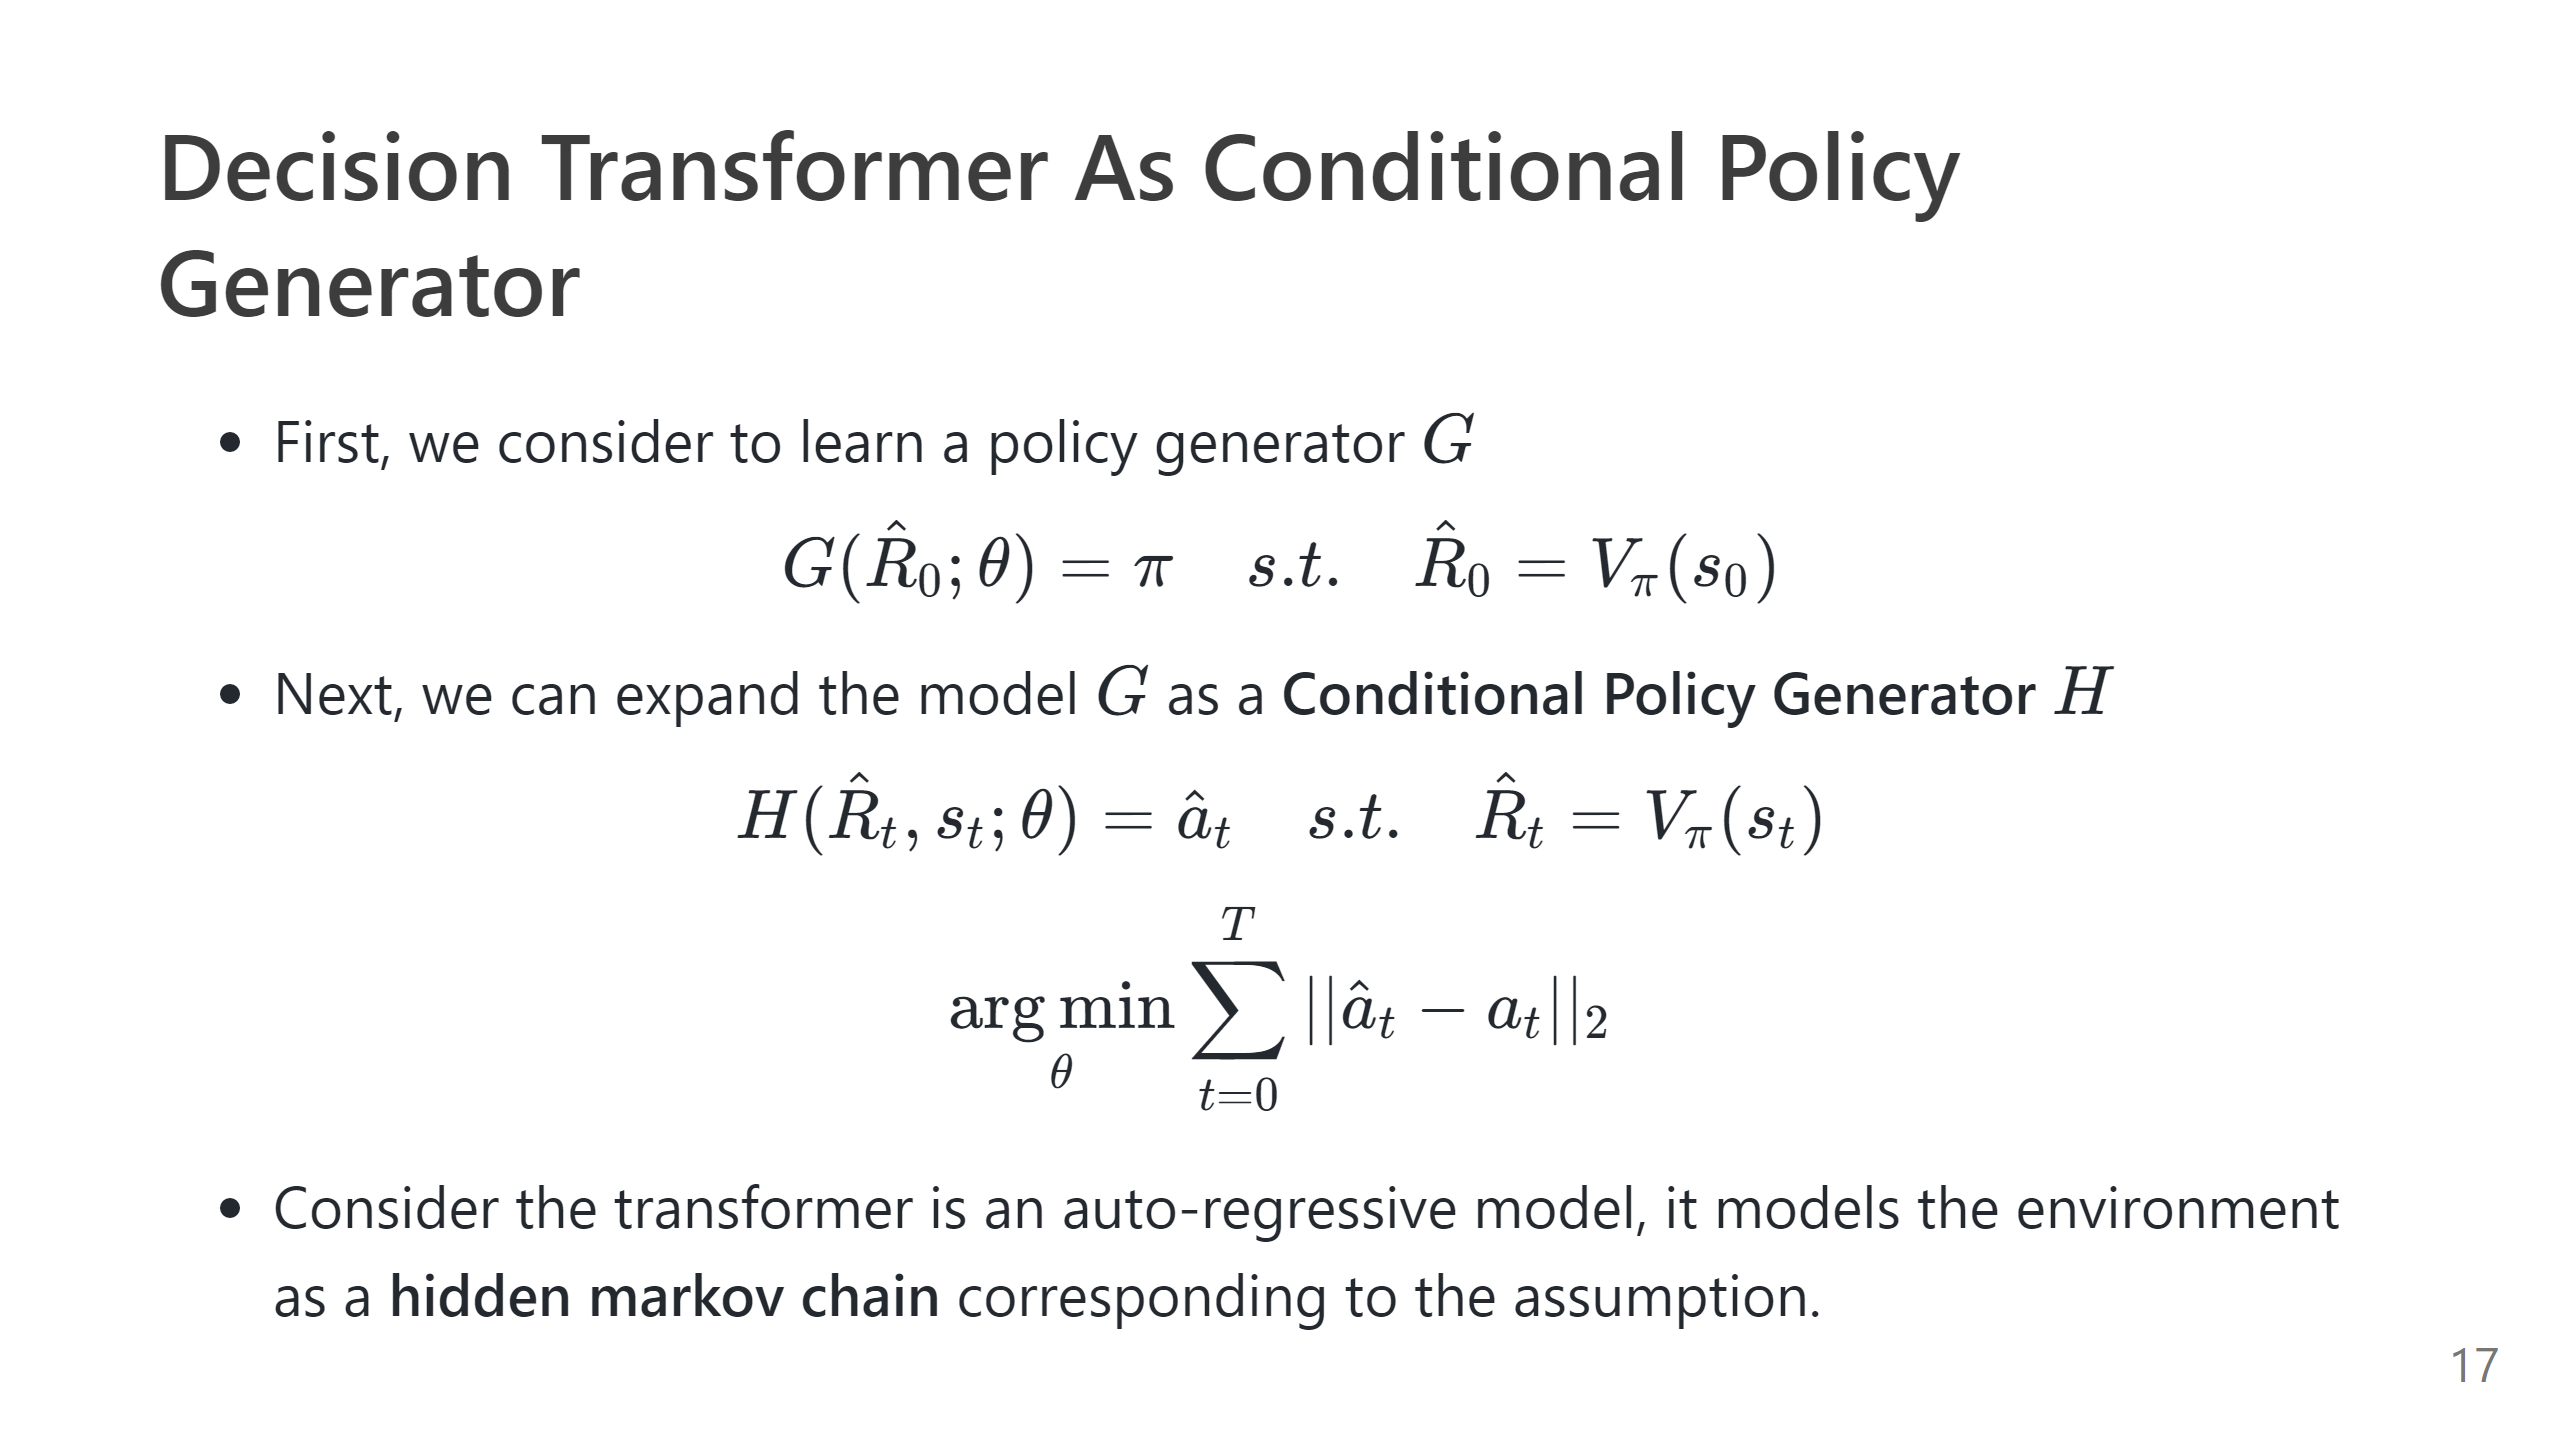 Decision Transformer As Conditional Policy
Generator
• First, we consider to learn a policy generator G
G(R̂₀; θ) = π s.t. R̂₀ = V_π(s₀)
• Next, we can expand the model G as a Conditional Policy Generator H
H(R̂_t, s_t; θ) = â_t s.t. R̂_t = V_π(s_t)
arg min_θ ∑_{t=0}^{T} ||â_t − a_t||₂
• Consider the transformer is an auto-regressive model, it models the environment
as a hidden markov chain corresponding to the assumption.
17